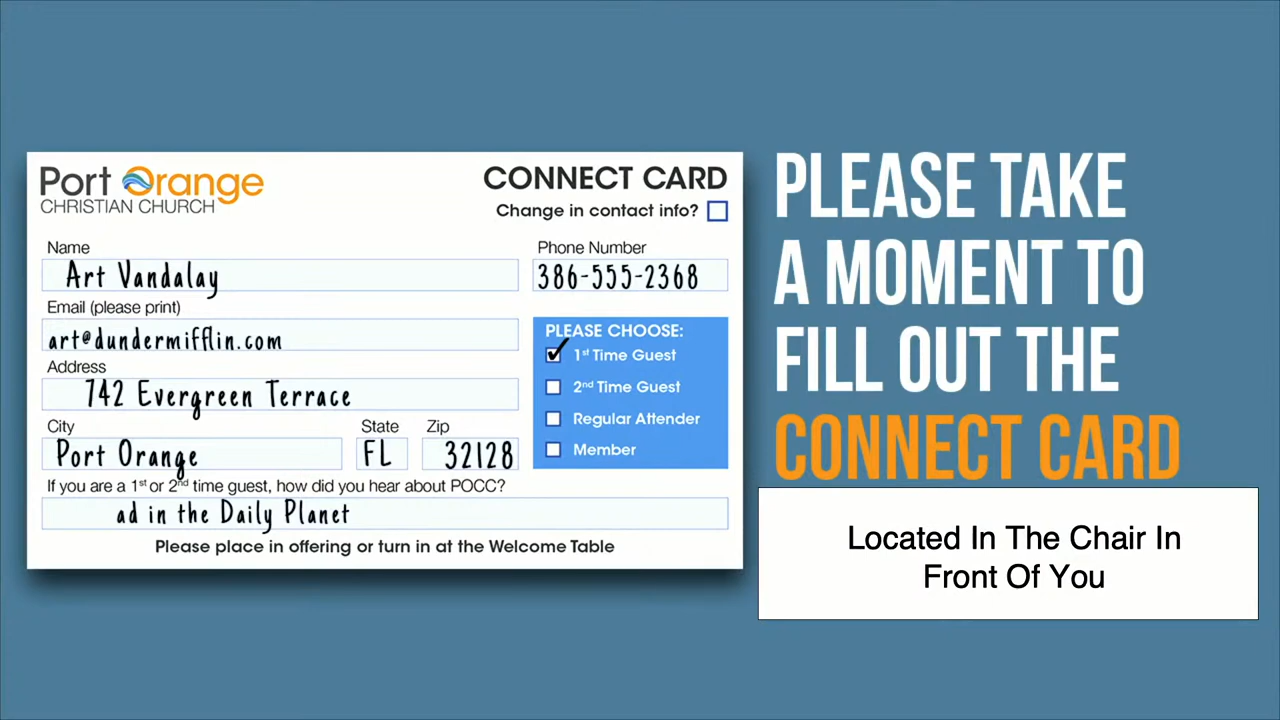 Port Orange
CHRISTIAN CHURCH
CONNECT CARD
Change in contact info?
Name
Art Vandalay
Phone Number
386-555-2368
Email (please print)
art@dundermifflin.com
Address
742 Evergreen Terrace
City
Port Orange
State
FL
Zip
32128
PLEASE CHOOSE:
1st Time Guest
2nd Time Guest
Regular Attender
Member
If you are a 1st or 2nd time guest, how did you hear about POCC?
ad in the Daily Planet
Please place in offering or turn in at the Welcome Table
PLEASE TAKE
A MOMENT TO
FILL OUT THE
CONNECT CARD
Located In The Chair In
Front Of You